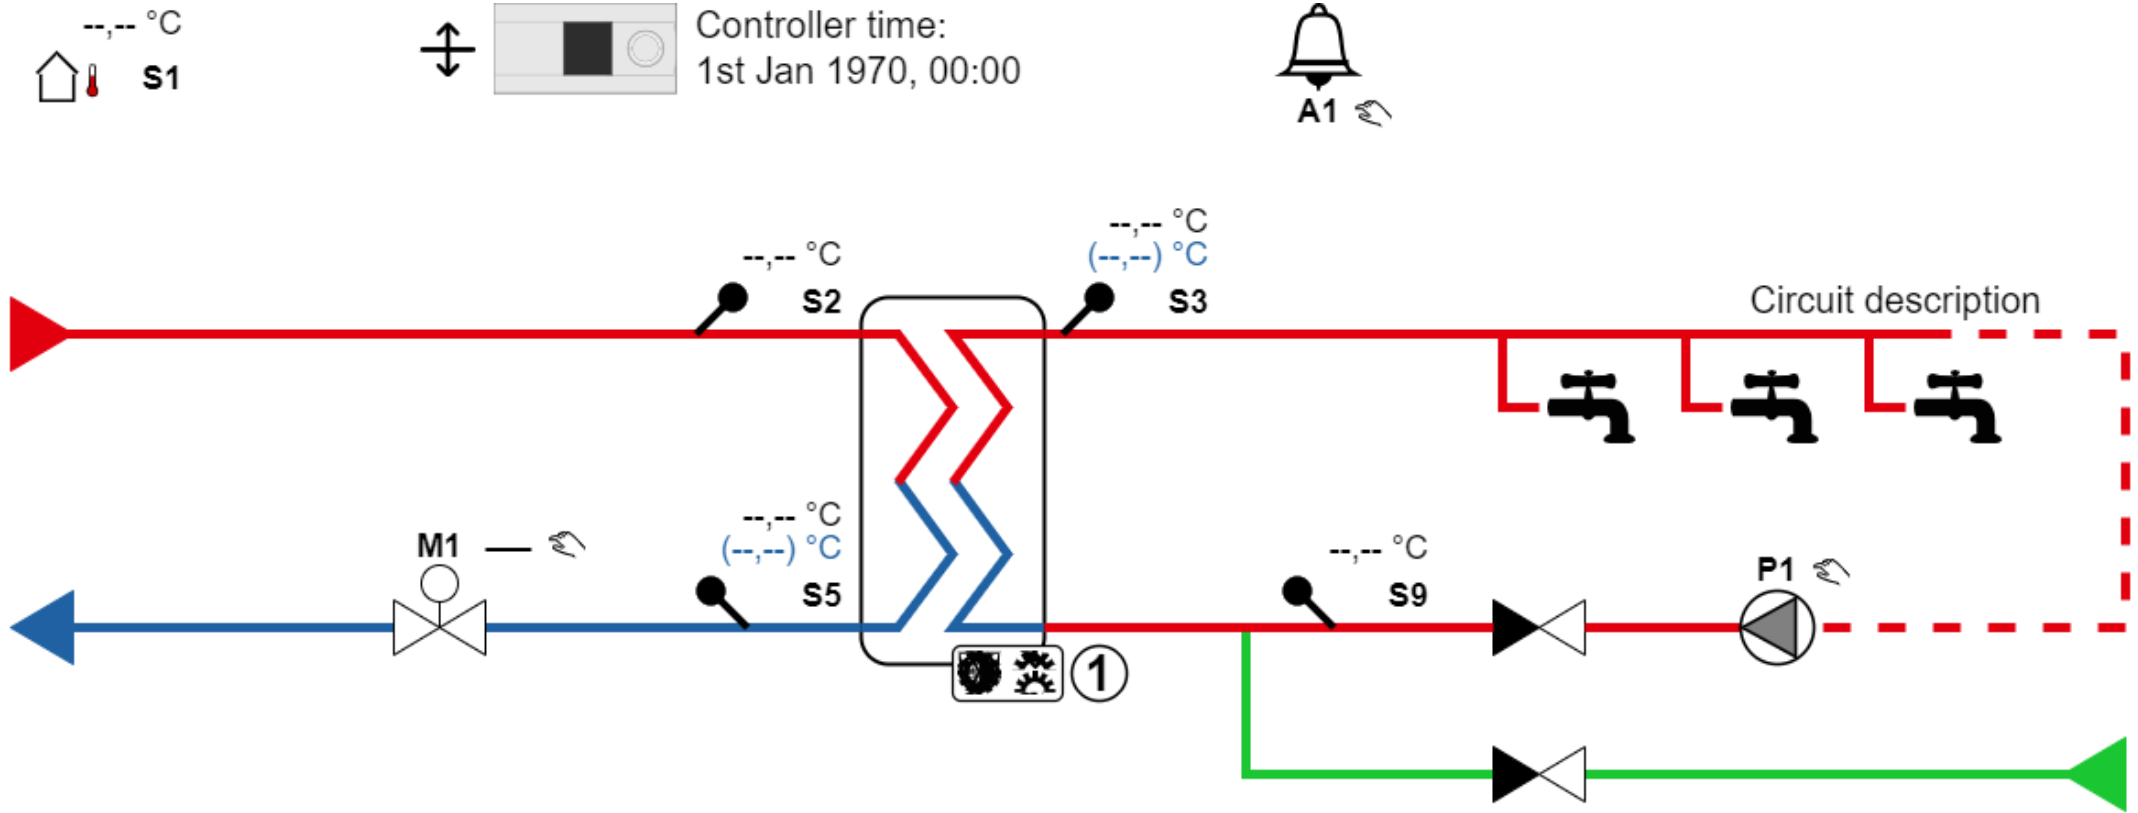 --,-- °C
S1
Controller time:
1st Jan 1970, 00:00
A1
--,-- °C
(--,--) °C
S3
--,-- °C
S2
Circuit description
--,-- °C
(--,--) °C
S5
M1
--,-- °C
S9
P1
1